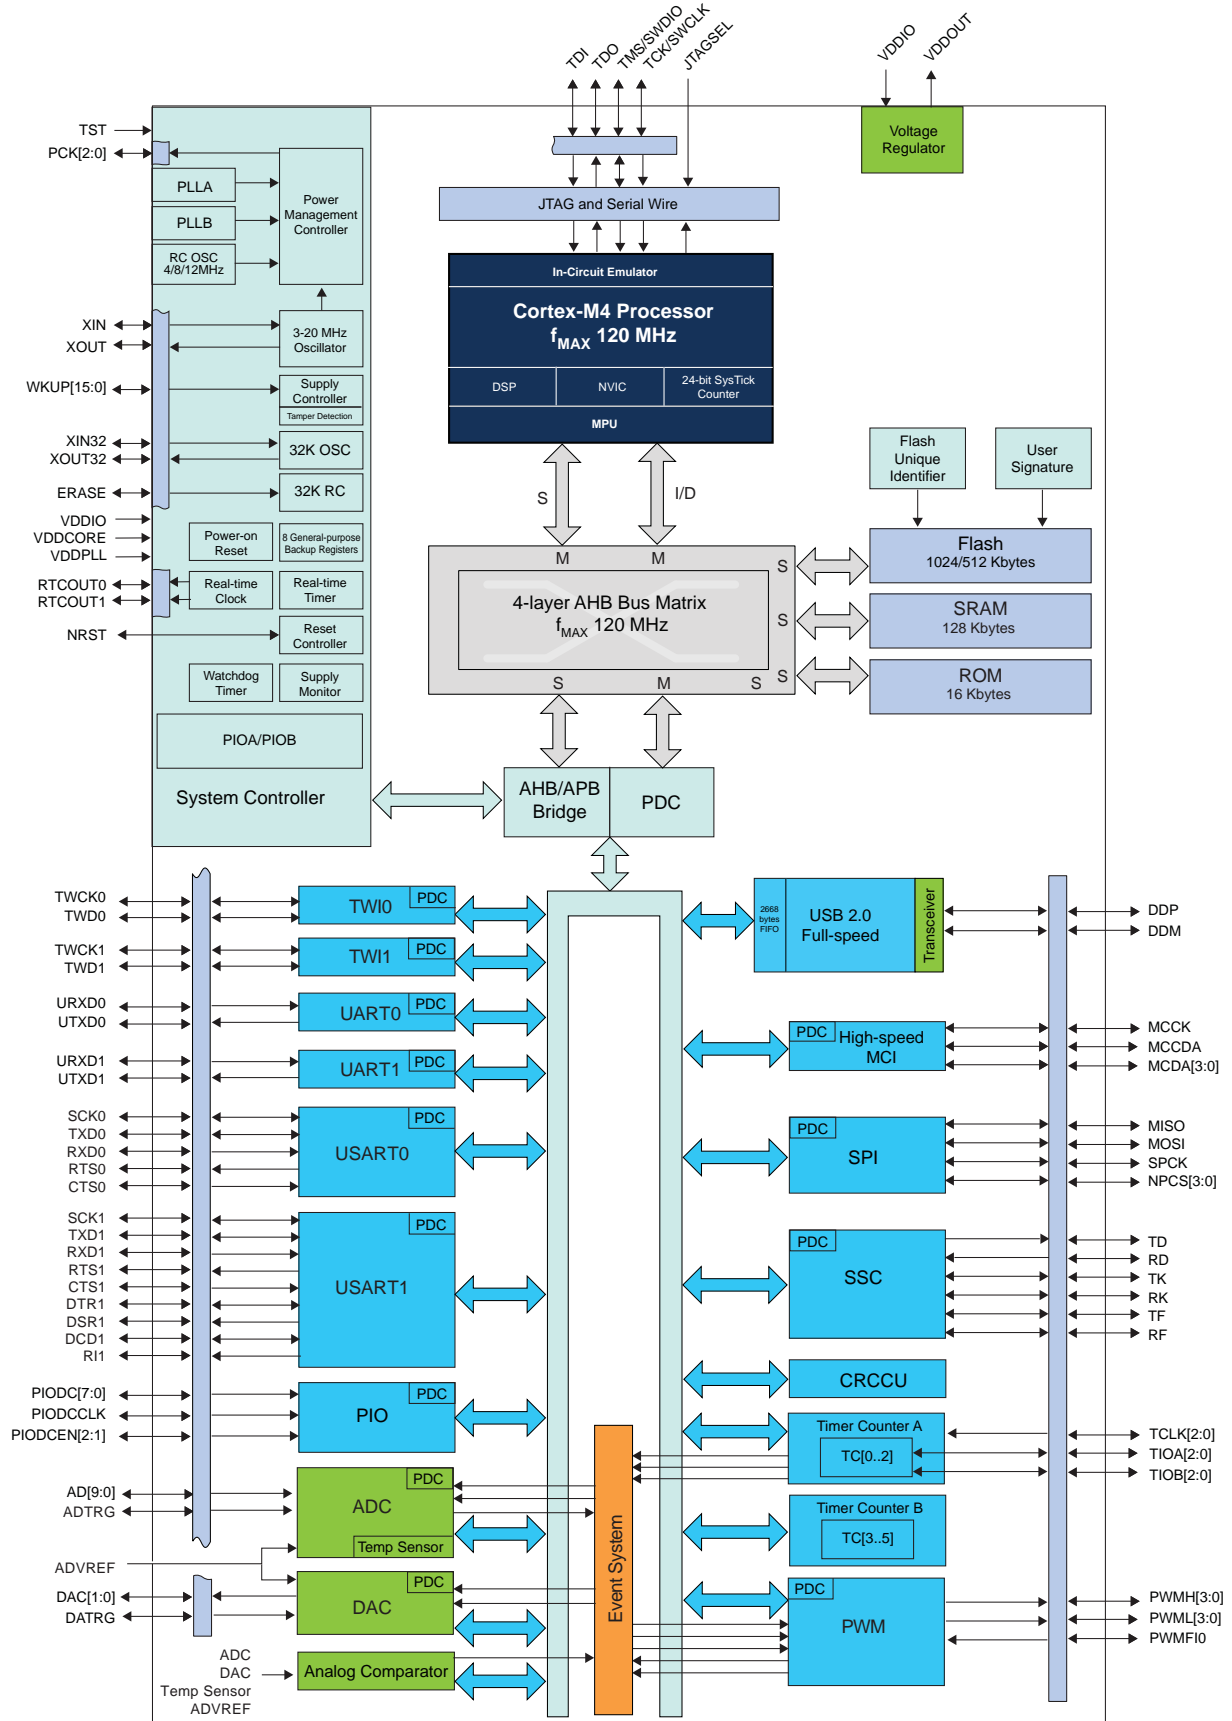 TDI
TDO
TMS/SWDIO
TCK/SWCLK
JTAGSEL
VDDIO
VDDOUT
Voltage
Regulator
TST
PCK[2:0]
PLLA
PLLB
RC OSC
4/8/12MHz
Power
Management
Controller
JTAG and Serial Wire
In-Circuit Emulator
Cortex-M4 Processor
fMAX 120 MHz
DSP
NVIC
24-bit SysTick
Counter
MPU
XIN
XOUT
3-20 MHz
Oscillator
WKUP[15:0]
Supply
Controller
Tamper Detection
XIN32
XOUT32
32K OSC
ERASE
32K RC
VDDIO
VDDCORE
VDDPLL
Power-on
Reset
8 General-purpose
Backup Registers
RTCOUT0
RTCOUT1
Real-time
Clock
Real-time
Timer
NRST
Reset
Controller
Watchdog
Timer
Supply
Monitor
PIOA/PIOB
System Controller
S
I/D
M
M
S
4-layer AHB Bus Matrix
fMAX 120 MHz
S
S
S
M
S
Flash
Unique
Identifier
User
Signature
Flash
1024/512 Kbytes
SRAM
128 Kbytes
ROM
16 Kbytes
AHB/APB
Bridge
PDC
TWCK0
TWD0
TWI0
PDC
TWCK1
TWD1
TWI1
PDC
URXD0
UTXD0
UART0
PDC
URXD1
UTXD1
UART1
PDC
SCK0
TXD0
RXD0
RTS0
CTS0
USART0
PDC
SCK1
TXD1
RXD1
RTS1
CTS1
DTR1
DSR1
DCD1
RI1
USART1
PDC
PIODC[7:0]
PIODCCLK
PIODCEN[2:1]
PIO
PDC
AD[9:0]
ADTRG
ADC
PDC
Temp Sensor
ADVREF
DAC[1:0]
DATRG
DAC
PDC
ADC
DAC
Temp Sensor
ADVREF
Analog Comparator
Event System
2668
bytes
FIFO
USB 2.0
Full-speed
Transceiver
DDP
DDM
PDC
High-speed
MCI
MCCK
MCCDA
MCDA[3:0]
PDC
SPI
MISO
MOSI
SPCK
NPCS[3:0]
PDC
SSC
TD
RD
TK
RK
TF
RF
CRCCU
Timer Counter A
TC[0..2]
TCLK[2:0]
TIOA[2:0]
TIOB[2:0]
Timer Counter B
TC[3..5]
PDC
PWM
PWMH[3:0]
PWML[3:0]
PWMFI0